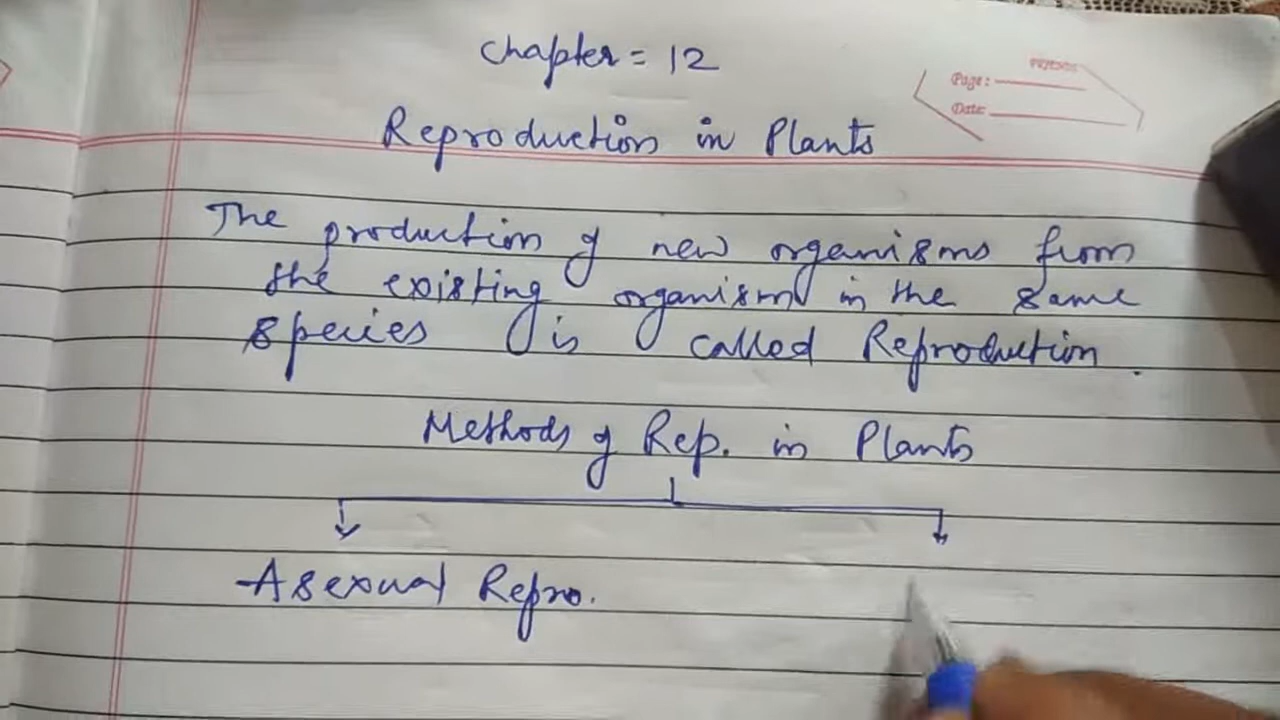 Chapter = 12
Page:
Date:
Reproduction in Plants
The production of new organisms from
the existing organism in the same
species is called Reproduction.
Methods of Rep. in Plants
Asexual Repro.